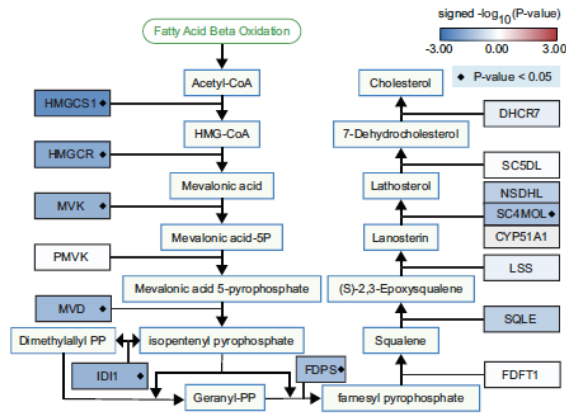 signed -log10(P-value)
-3.00 0.00 3.00
◆ P-value < 0.05
Fatty Acid Beta Oxidation
Acetyl-CoA
HMGCS1 ◆
HMG-CoA
HMGCR ◆
Mevalonic acid
MVK ◆
Mevalonic acid-5P
PMVK
Mevalonic acid 5-pyrophosphate
MVD ◆
Dimethylallyl PP
isopentenyl pyrophosphate
IDI1 ◆
Geranyl-PP
FDPS ◆
farnesyl pyrophosphate
Cholesterol
DHCR7
7-Dehydrocholesterol
SC5DL
Lathosterol
NSDHL
SC4MOL ◆
CYP51A1
Lanosterin
LSS
(S)-2,3-Epoxysqualene
SQLE
Squalene
FDFT1